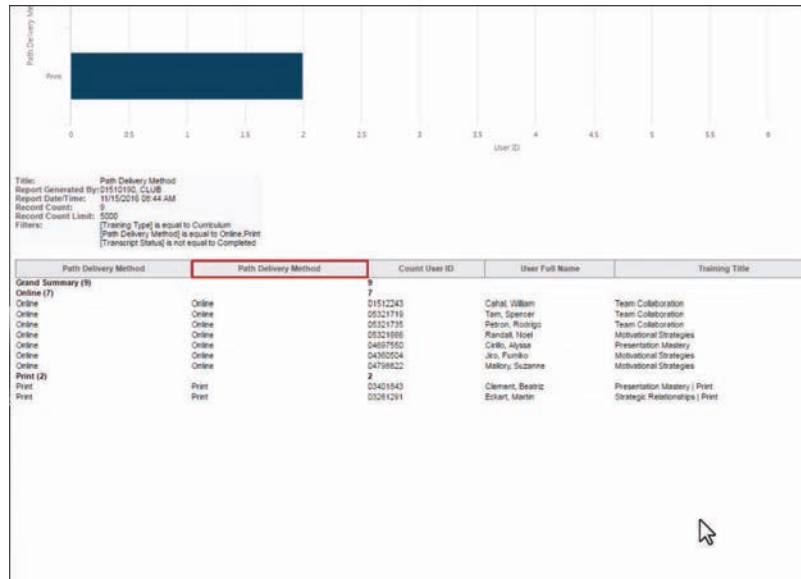 Path Delivery Me
Print
0 0.5 1 1.5 2 2.5 3 3.5 4 4.5 5 5.5 6
User ID
Title: Path Delivery Method
Report Generated By: 01510190, CLUB
Report Date/Time: 11/15/2016 08:44 AM
Record Count: 9
Record Count Limit: 5000
Filters: [Training Type] is equal to Curriculum
[Path Delivery Method] is equal to Online,Print
[Transcript Status] is not equal to Completed
Path Delivery Method Path Delivery Method Count User ID User Full Name Training Title
Grand Summary (9) 9
Online (7) 7
Online Online 01512243 Cahal, William Team Collaboration
Online Online 05321719 Tam, Spencer Team Collaboration
Online Online 05321735 Petron, Rodrigo Team Collaboration
Online Online Randall, Noel Motivational Strategies
Online Online 04697550 Cirillo, Alyssa Presentation Mastery
Online Online 04360504 Jiro, Fumiko Motivational Strategies
Online Online 04798622 Mallory, Suzanne Motivational Strategies
Print (2) 2
Print Print 03401643 Clement, Beatriz Presentation Mastery | Print
Print Print 03261291 Eckart, Martin Strategic Relationships | Print